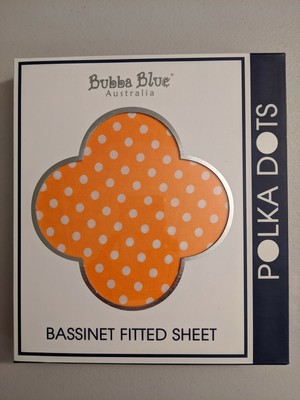 Bubba Blue®
Australia
BASSINET FITTED SHEET
POLKA DOTS